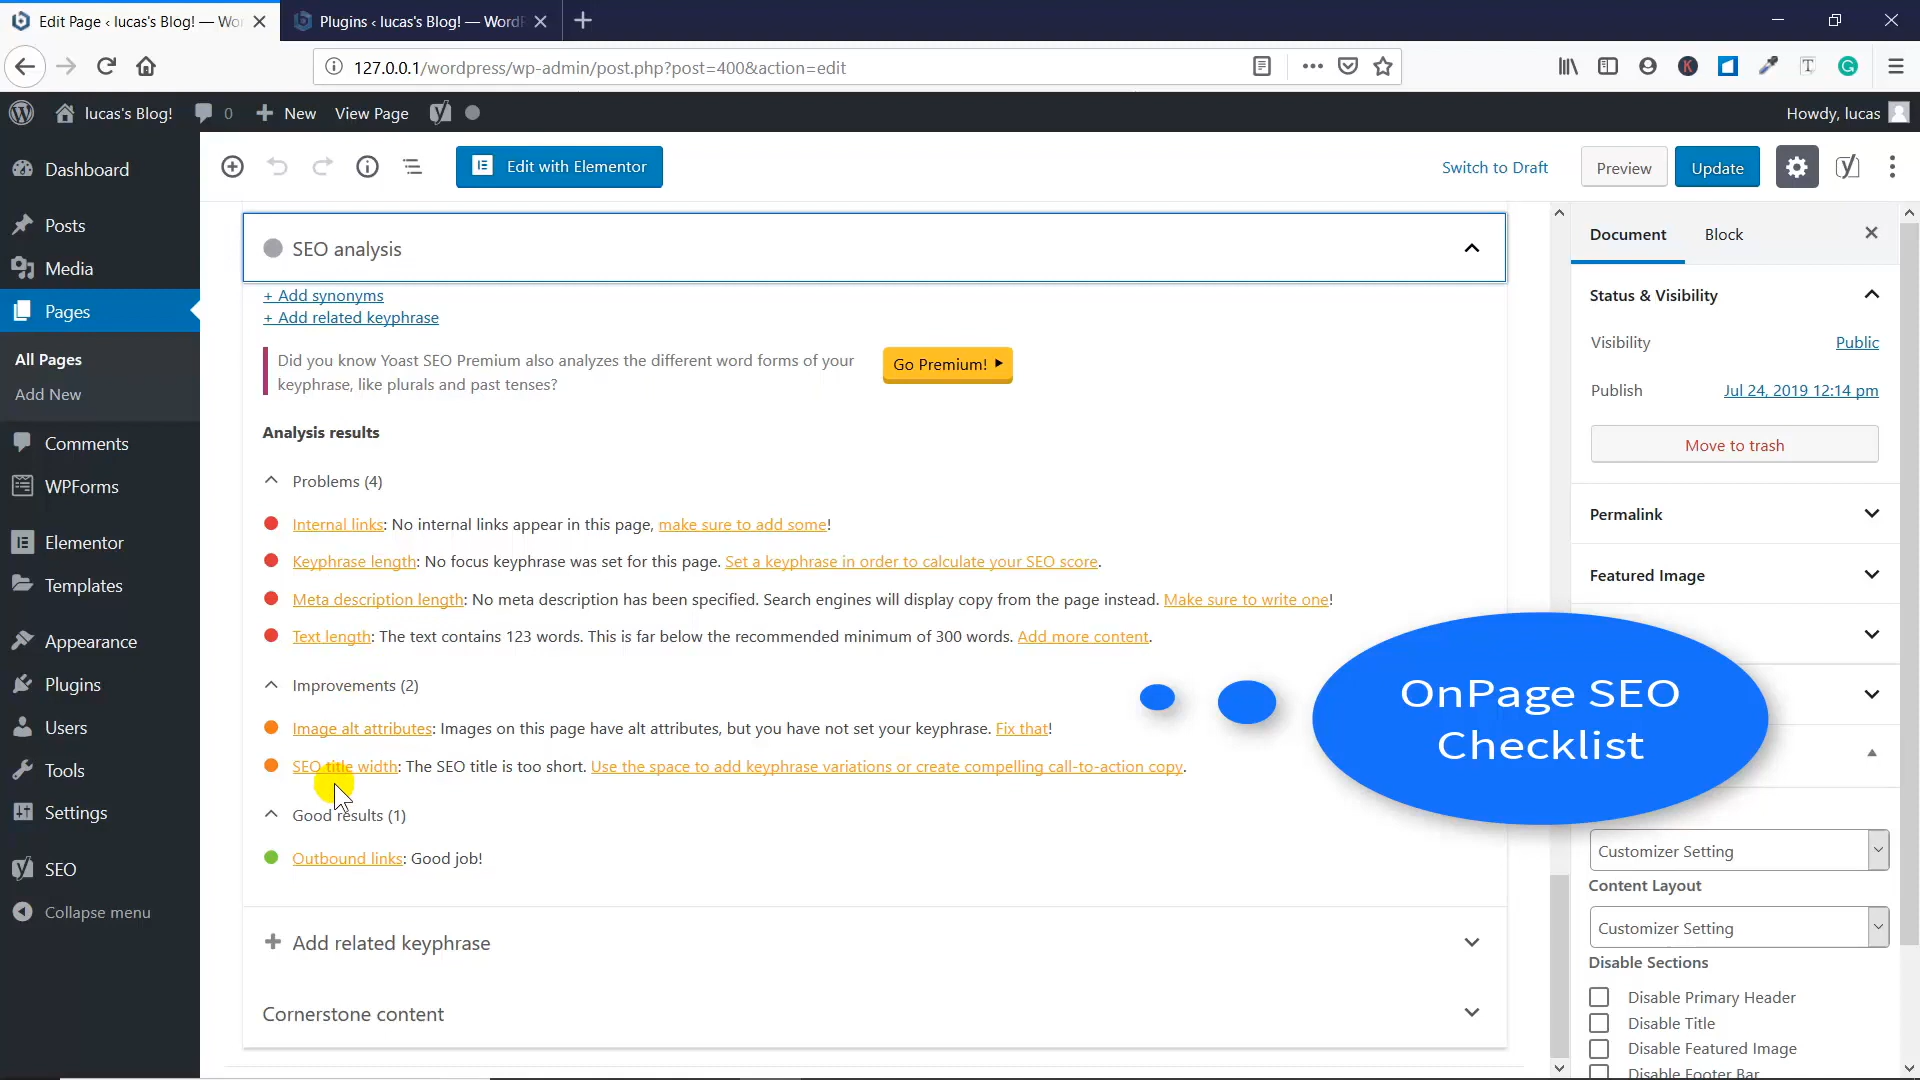 Edit Page ‹ lucas's Blog! — Wo
Plugins ‹ lucas's Blog! — WordP
127.0.0.1/wordpress/wp-admin/post.php?post=400&action=edit
lucas's Blog!
0
New
View Page
Howdy, lucas
Dashboard
Posts
Media
Pages
All Pages
Add New
Comments
WPForms
Elementor
Templates
Appearance
Plugins
Users
Tools
Settings
SEO
Collapse menu
Edit with Elementor
Switch to Draft
Preview
Update
SEO analysis
+ Add synonyms
+ Add related keyphrase
Did you know Yoast SEO Premium also analyzes the different word forms of your
keyphrase, like plurals and past tenses?
Go Premium!
Analysis results
Problems (4)
Internal links: No internal links appear in this page, make sure to add some!
Keyphrase length: No focus keyphrase was set for this page. Set a keyphrase in order to calculate your SEO score.
Meta description length: No meta description has been specified. Search engines will display copy from the page instead. Make sure to write one!
Text length: The text contains 123 words. This is far below the recommended minimum of 300 words. Add more content.
Improvements (2)
Image alt attributes: Images on this page have alt attributes, but you have not set your keyphrase. Fix that!
SEO title width: The SEO title is too short. Use the space to add keyphrase variations or create compelling call-to-action copy.
Good results (1)
Outbound links: Good job!
Add related keyphrase
Cornerstone content
OnPage SEO
Checklist
Document
Block
Status & Visibility
Visibility
Public
Publish
Jul 24, 2019 12:14 pm
Move to trash
Permalink
Featured Image
Customizer Setting
Content Layout
Customizer Setting
Disable Sections
Disable Primary Header
Disable Title
Disable Featured Image
Disable Footer Bar